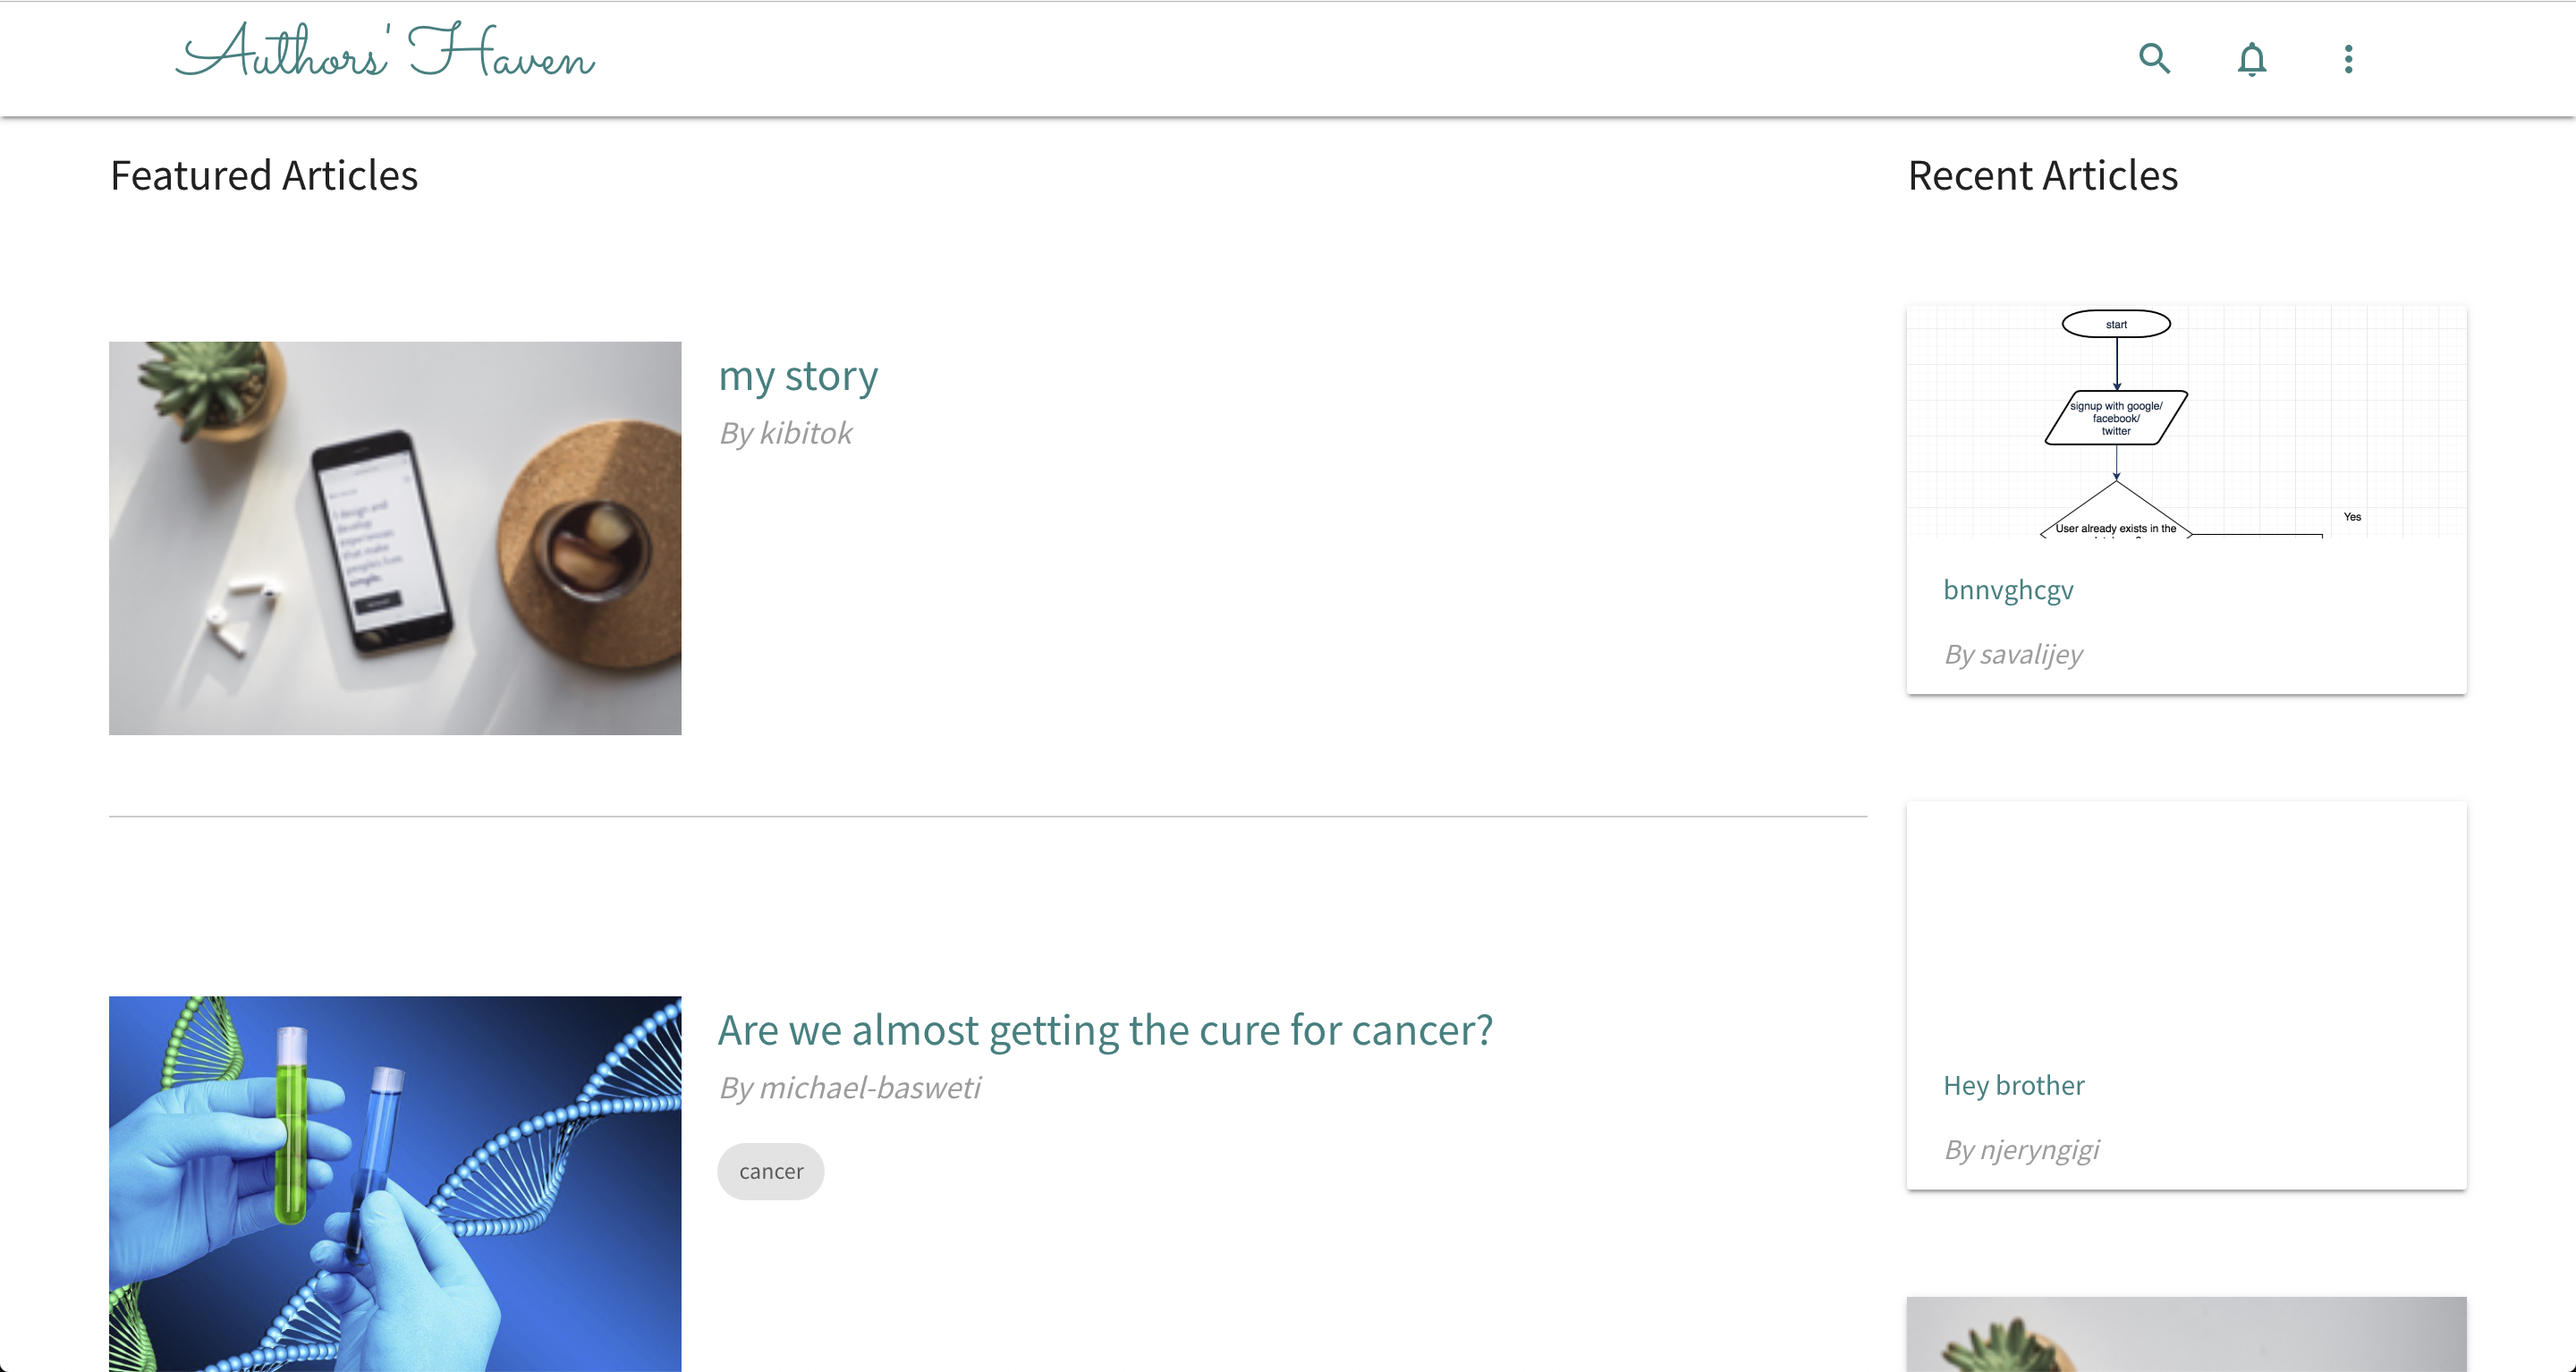 Authors' Haven
Featured Articles
my story
By kibitok
Are we almost getting the cure for cancer?
By michael-basweti
cancer
Recent Articles
start
signup with google/
facebook/
twitter
User already exists in the
Yes
bnnvghcgv
By savalijey
Hey brother
By njeryngigi